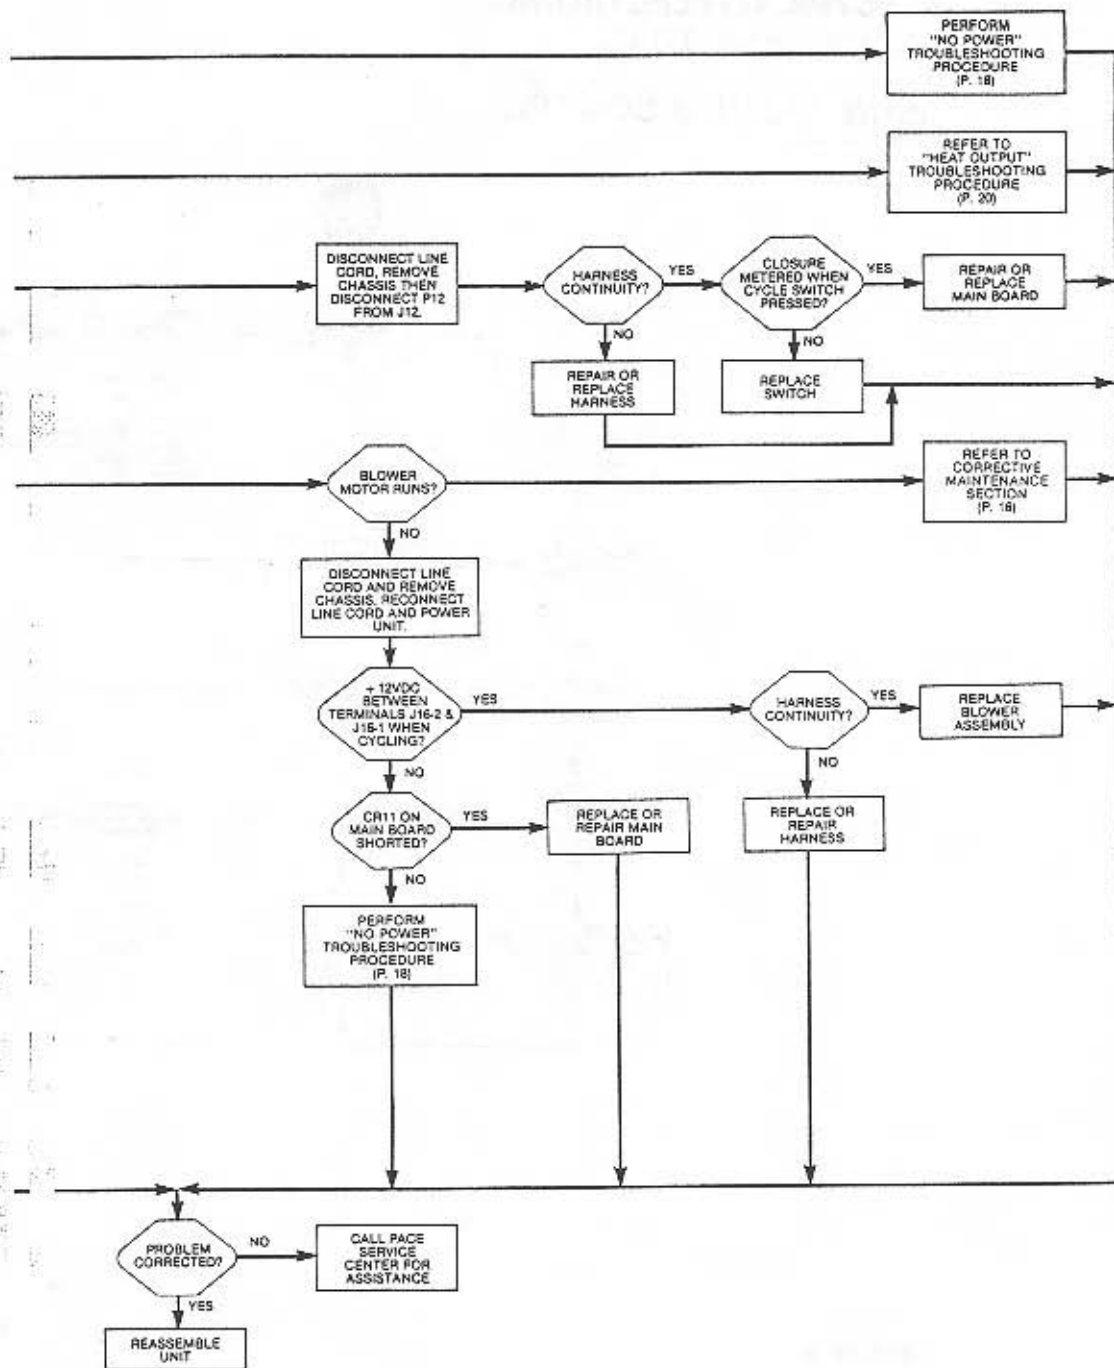 PERFORM
"NO POWER"
TROUBLESHOOTING
PROCEDURE
(P. 18)
REFER TO
"HEAT OUTPUT"
TROUBLESHOOTING
PROCEDURE
(P. 20)
DISCONNECT LINE
CORD, REMOVE
CHASSIS THEN
DISCONNECT P12
FROM J12.
HARNESS
CONTINUITY?
YES
CLOSURE
METERED WHEN
CYCLE SWITCH
PRESSED?
YES
REPAIR OR
REPLACE
MAIN BOARD
NO
NO
REPAIR OR
REPLACE
HARNESS
REPLACE
SWITCH
BLOWER
MOTOR RUNS?
REFER TO
CORRECTIVE
MAINTENANCE
SECTION
(P. 16)
NO
DISCONNECT LINE
CORD AND REMOVE
CHASSIS. RECONNECT
LINE CORD AND POWER
UNIT.
+ 12VDC
BETWEEN
TERMINALS J16-2 &
J16-1 WHEN
CYCLING?
YES
HARNESS
CONTINUITY?
YES
REPLACE
BLOWER
ASSEMBLY
NO
NO
CR11 ON
MAIN BOARD
SHORTED?
YES
REPLACE OR
REPAIR MAIN
BOARD
REPLACE OR
REPAIR
HARNESS
NO
PERFORM
"NO POWER"
TROUBLESHOOTING
PROCEDURE
(P. 18)
PROBLEM
CORRECTED?
NO
CALL PACE
SERVICE
CENTER FOR
ASSISTANCE
YES
REASSEMBLE
UNIT